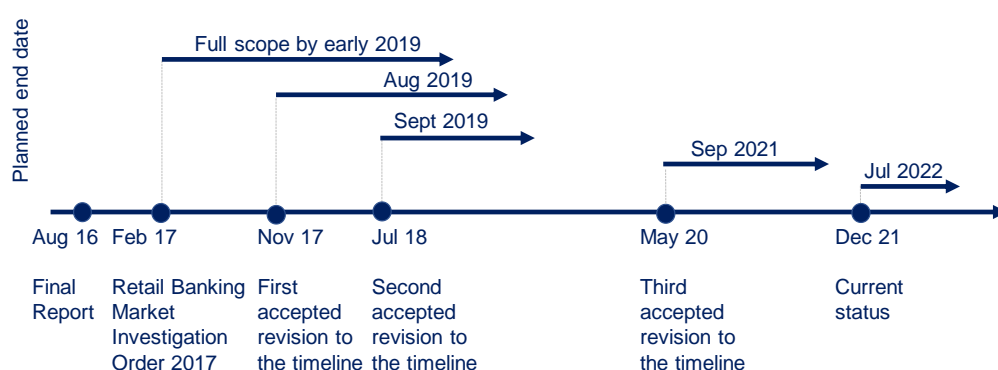 Planned end date
Full scope by early 2019
Aug 2019
Sept 2019
Sep 2021
Jul 2022
Aug 16
Feb 17
Nov 17
Jul 18
May 20
Dec 21
Final
Report
Retail Banking
Market
Investigation
Order 2017
First
accepted
revision to
the timeline
Second
accepted
revision to
the timeline
Third
accepted
revision to
the timeline
Current
status